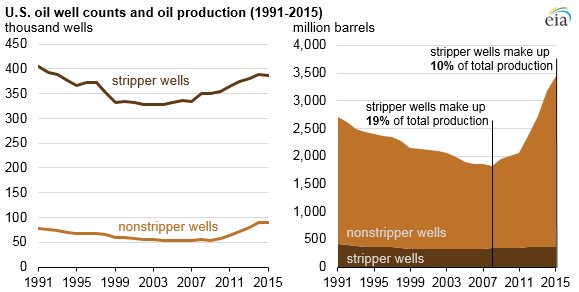 U.S. oil well counts and oil production (1991-2015)
thousand wells
450
400
350
300
250
200
150
100
50
0
stripper wells
nonstripper wells
1991 1995 1999 2003 2007 2011 2015
eia
million barrels
4,000
3,500
3,000
2,500
2,000
1,500
1,000
500
0
stripper wells make up
10% of total production
stripper wells make up
19% of total production
nonstripper wells
stripper wells
1991 1995 1999 2003 2007 2011 2015